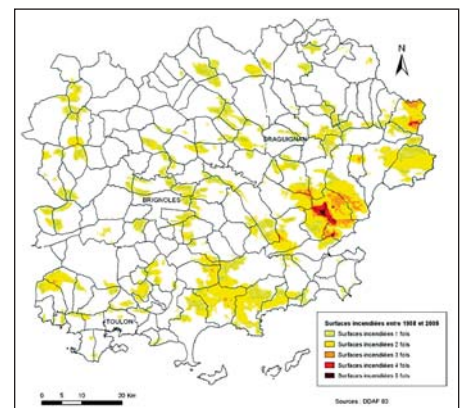 N
DRAGUIGNAN
BRIGNOLES
TOULON
Surfaces incendiées entre 1958 et 2006
Surfaces incendiées 1 fois
Surfaces incendiées 2 fois
Surfaces incendiées 3 fois
Surfaces incendiées 4 fois
Surfaces incendiées 5 fois
0 5 10 20 Km
Sources : DDAF 83